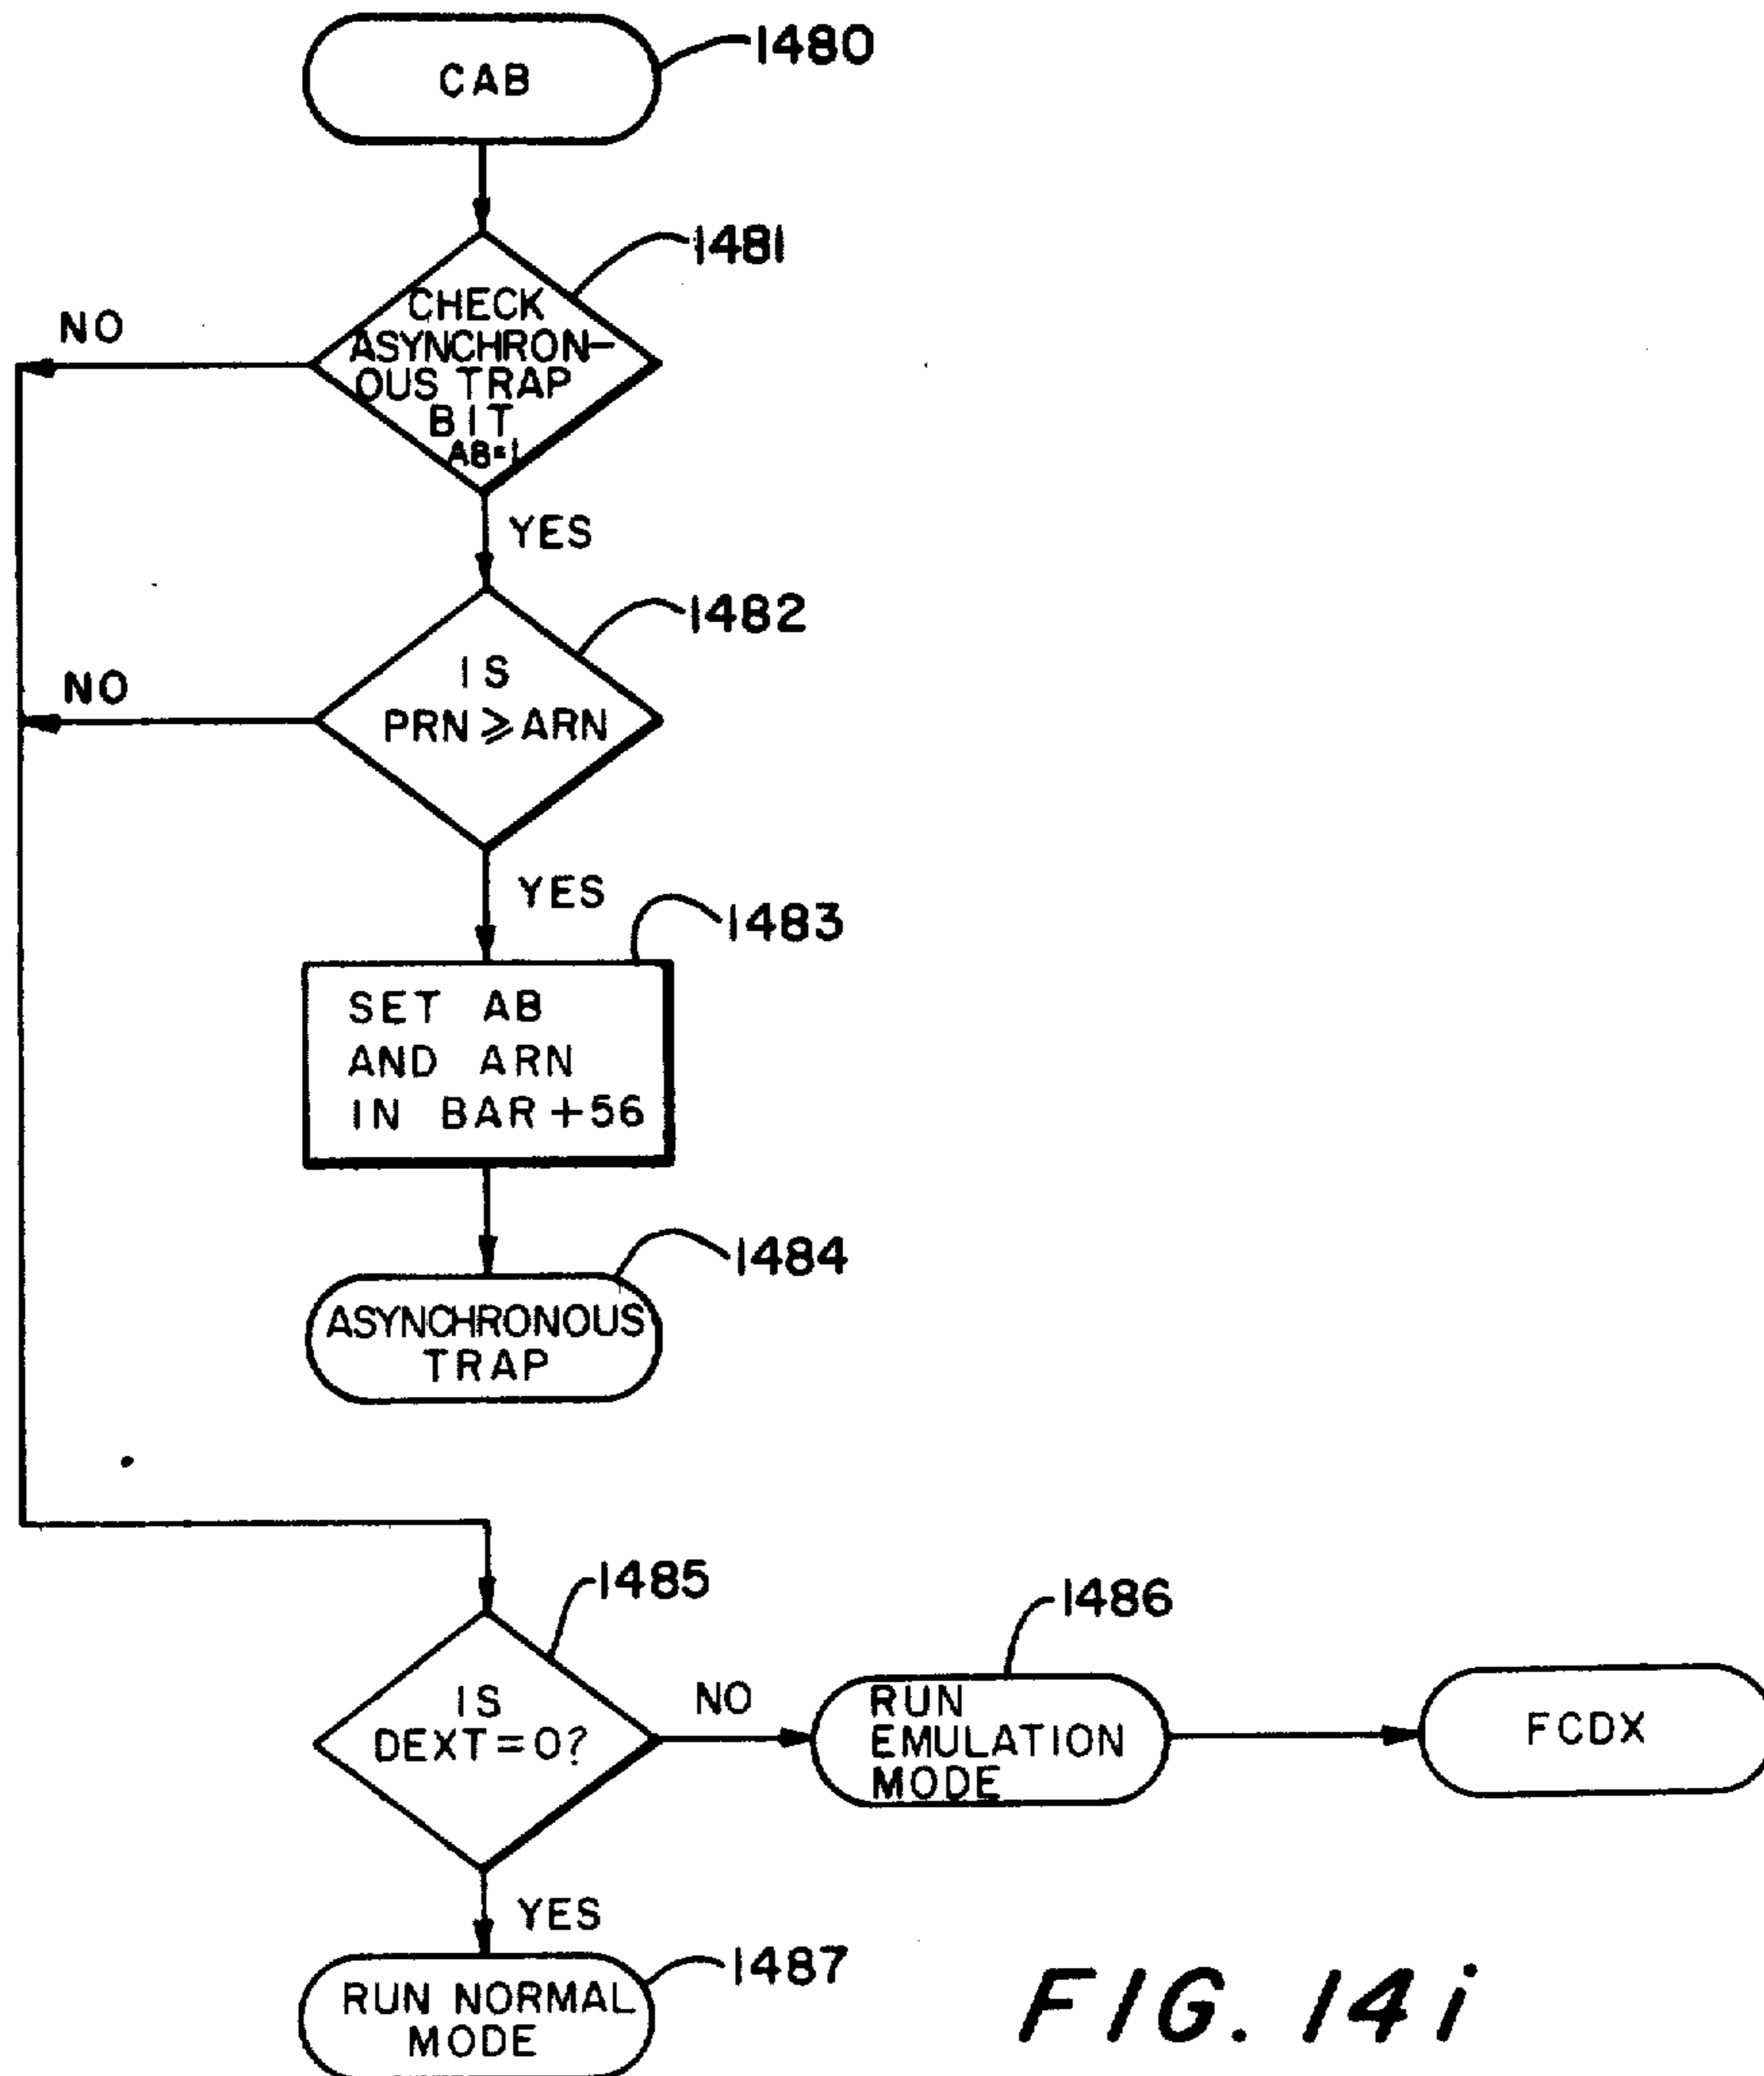 CAB
1480
CHECK
ASYNCHRON-
OUS TRAP
BIT
AB=1
1481
NO
YES
IS
PRN ⩾ ARN
1482
NO
YES
SET AB
AND ARN
IN BAR+56
1483
ASYNCHRONOUS
TRAP
1484
IS
DEXT=0?
1485
NO
RUN
EMULATION
MODE
1486
FCDX
YES
RUN NORMAL
MODE
1487
FIG. 14i